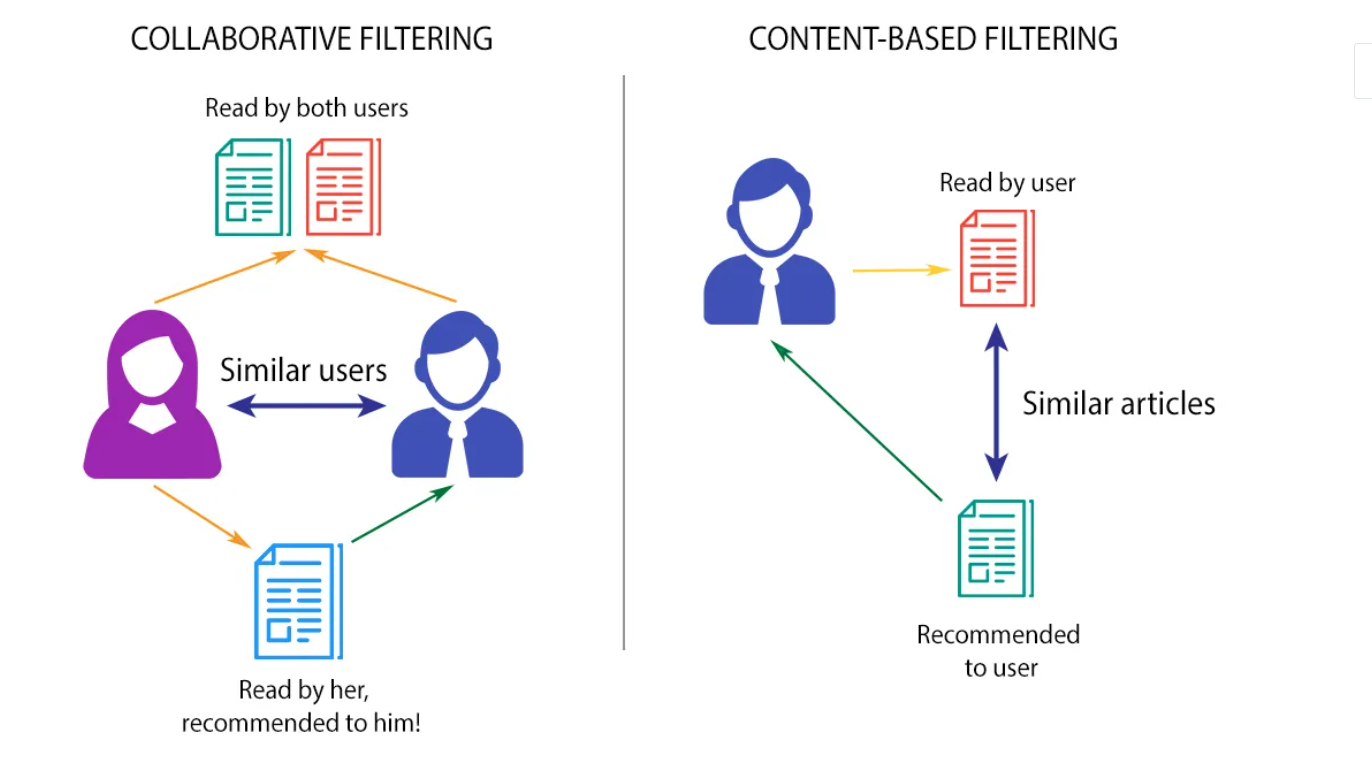 COLLABORATIVE FILTERING
Read by both users
Similar users
Read by her,
recommended to him!
CONTENT-BASED FILTERING
Read by user
Similar articles
Recommended
to user